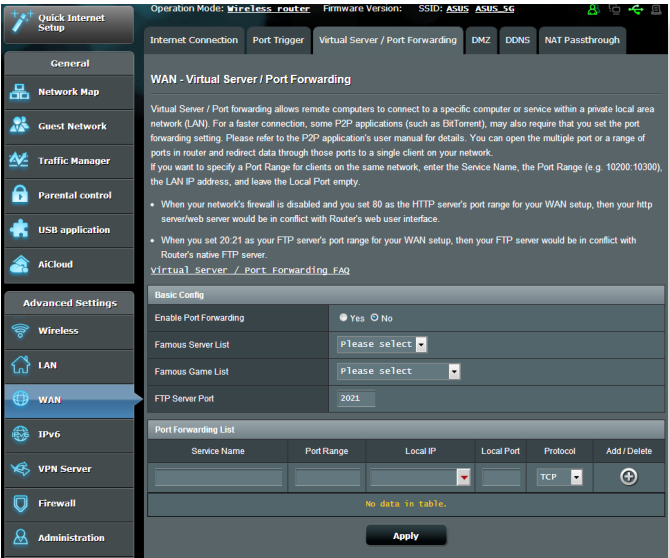 Quick Internet
Setup
General
Network Map
Guest Network
Traffic Manager
Parental control
USB application
AiCloud
Advanced Settings
Wireless
LAN
WAN
IPv6
VPN Server
Firewall
Administration
Operation Mode: Wireless router Firmware Version: SSID: ASUS ASUS_5G
Internet Connection
Port Trigger
Virtual Server / Port Forwarding
DMZ
DDNS
NAT Passthrough
WAN - Virtual Server / Port Forwarding
Virtual Server / Port forwarding allows remote computers to connect to a specific computer or service within a private local area
network (LAN). For a faster connection, some P2P applications (such as BitTorrent), may also require that you set the port
forwarding setting. Please refer to the P2P application's user manual for details. You can open the multiple port or a range of
ports in router and redirect data through those ports to a single client on your network.
If you want to specify a Port Range for clients on the same network, enter the Service Name, the Port Range (e.g. 10200:10300),
the LAN IP address, and leave the Local Port empty.
• When your network's firewall is disabled and you set 80 as the HTTP server's port range for your WAN setup, then your http
server/web server would be in conflict with Router's web user interface.
• When you set 20:21 as your FTP server's port range for your WAN setup, then your FTP server would be in conflict with
Router's native FTP server.
Virtual Server / Port Forwarding FAQ
Basic Config
Enable Port Forwarding Yes No
Famous Server List Please select
Famous Game List Please select
FTP Server Port 2021
Port Forwarding List
Service Name Port Range Local IP Local Port Protocol Add / Delete
TCP
No data in table.
Apply